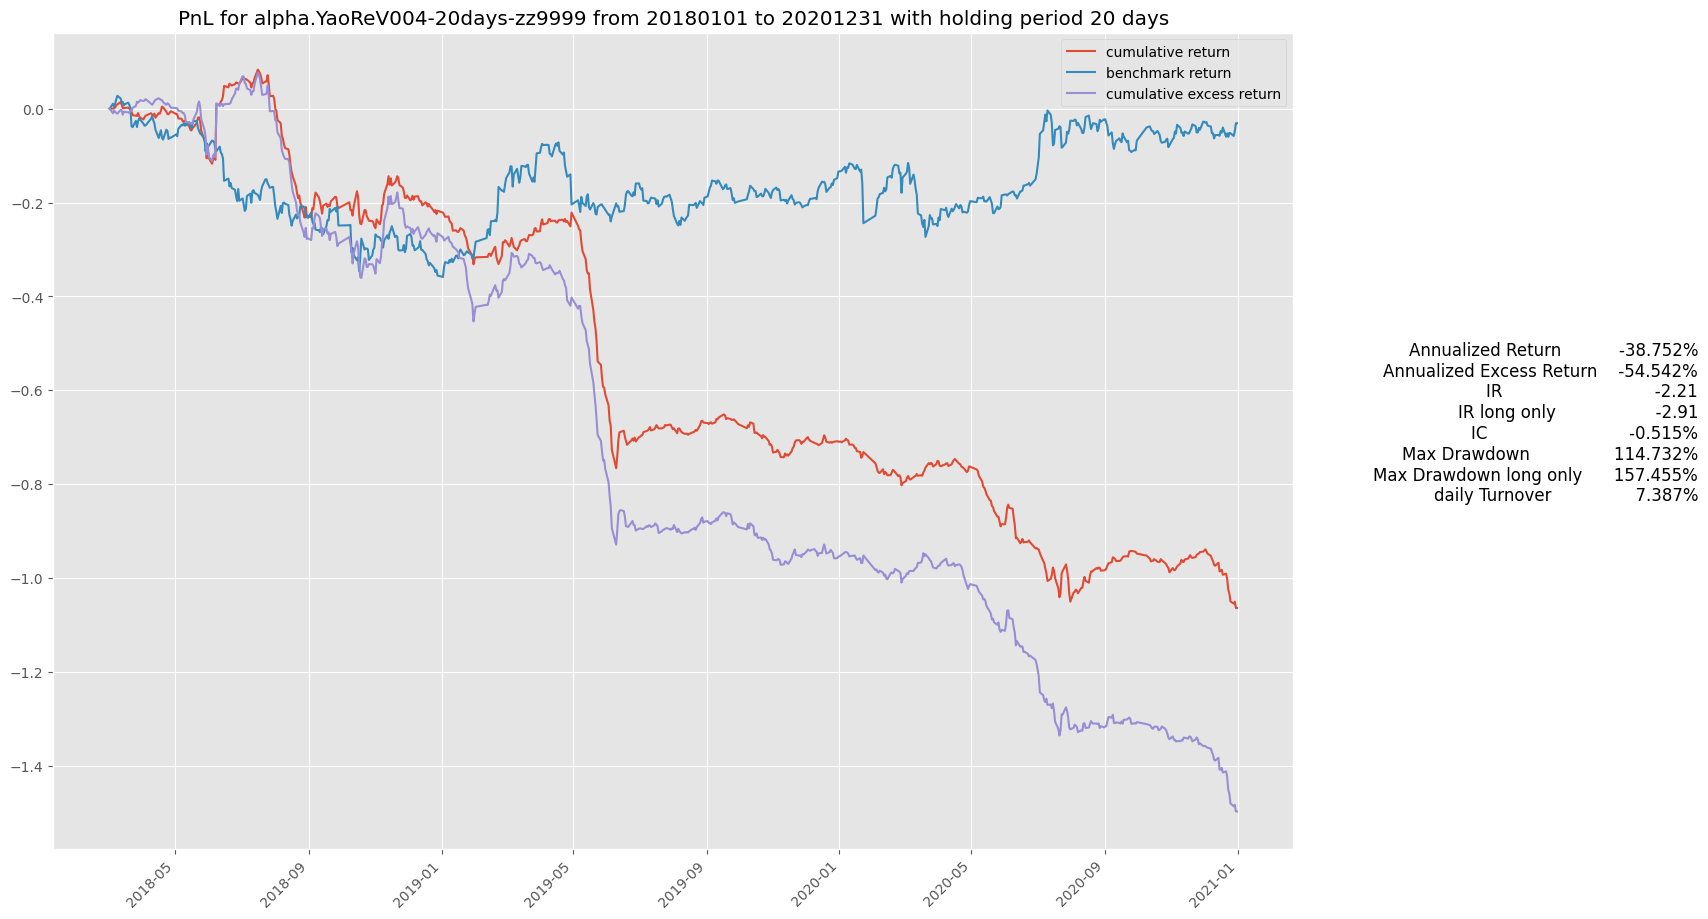 PnL for alpha.YaoReV004-20days-zz9999 from 20180101 to 20201231 with holding period 20 days
cumulative return
benchmark return
cumulative excess return
0.0
−0.2
−0.4
−0.6
−0.8
−1.0
−1.2
−1.4
2018-05
2018-09
2019-01
2019-05
2019-09
2020-01
2020-05
2020-09
2021-01
Annualized Return -38.752%
Annualized Excess Return -54.542%
IR -2.21
IR long only -2.91
IC -0.515%
Max Drawdown 114.732%
Max Drawdown long only 157.455%
daily Turnover 7.387%